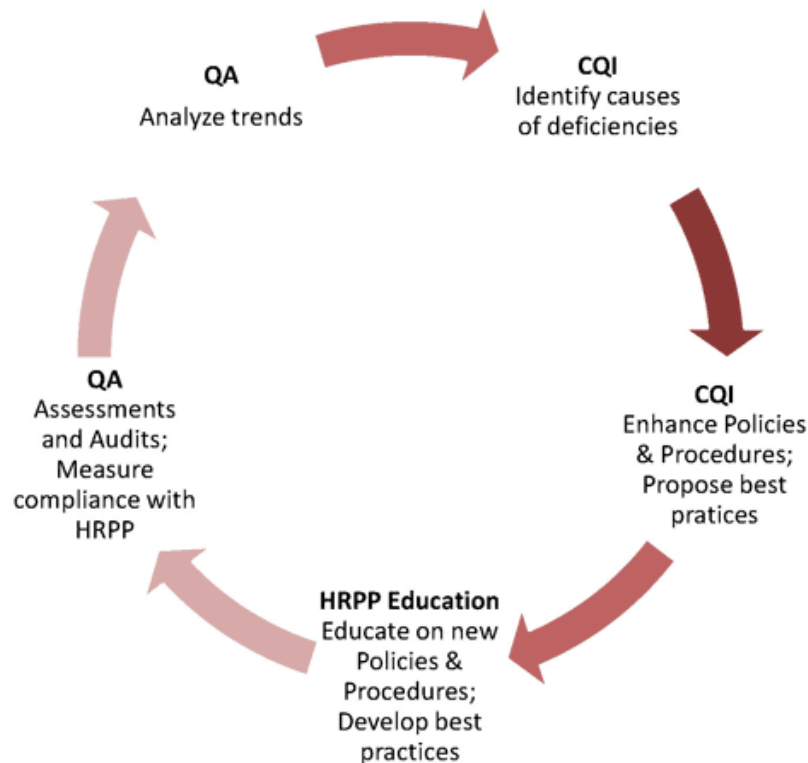 QA
Analyze trends
CQI
Identify causes
of deficiencies
CQI
Enhance Policies
& Procedures;
Propose best
pratices
HRPP Education
Educate on new
Policies &
Procedures;
Develop best
practices
QA
Assessments
and Audits;
Measure
compliance with
HRPP